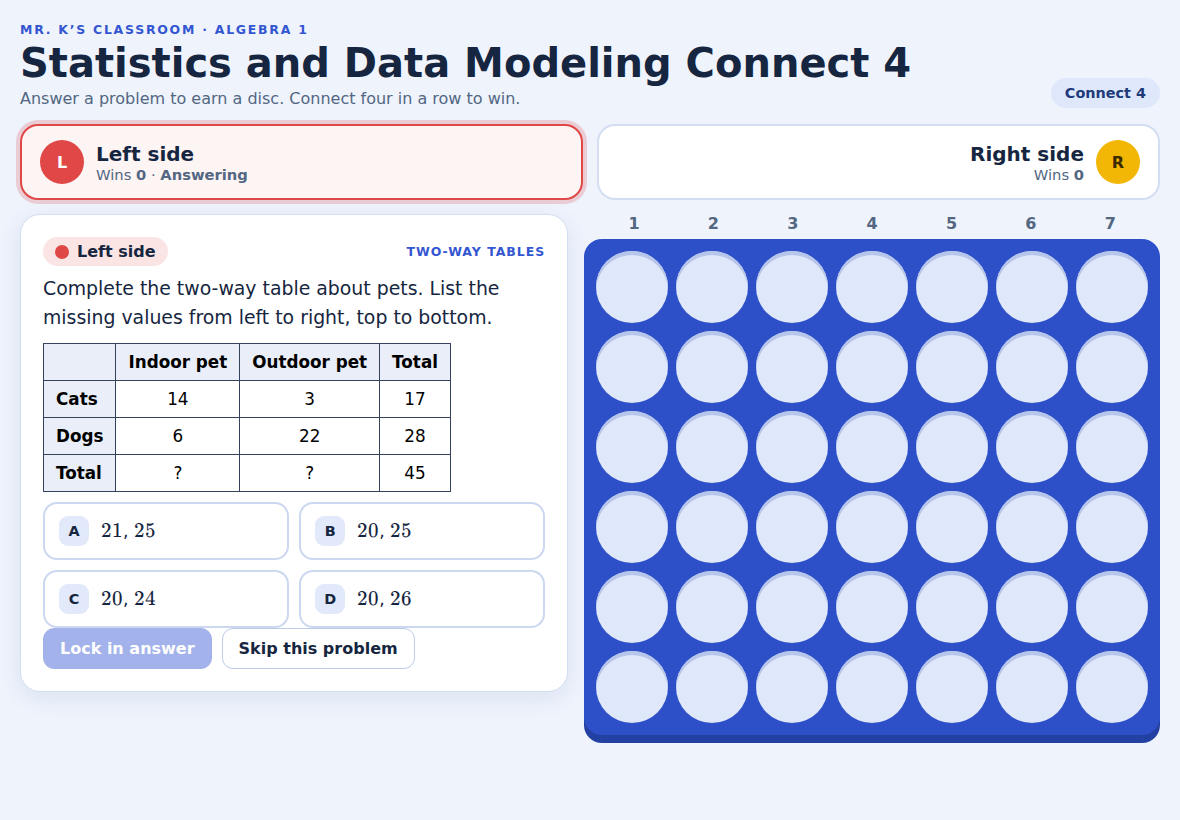 MR. K'S CLASSROOM · ALGEBRA 1
Statistics and Data Modeling Connect 4
Answer a problem to earn a disc. Connect four in a row to win.
Connect 4
L
Left side
Wins 0 · Answering
Right side
Wins 0
R
Left side
TWO-WAY TABLES
Complete the two-way table about pets. List the
missing values from left to right, top to bottom.
Indoor pet Outdoor pet Total
Cats 14 3 17
Dogs 6 22 28
Total ? ? 45
A 21, 25
B 20, 25
C 20, 24
D 20, 26
Lock in answer
Skip this problem
1 2 3 4 5 6 7